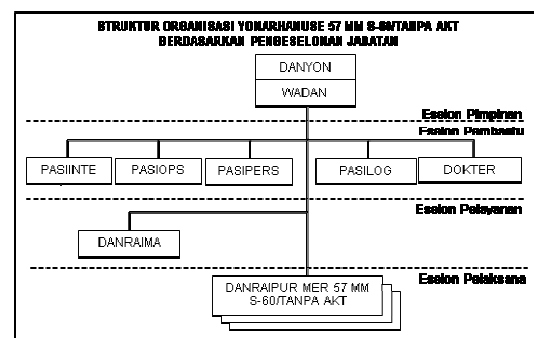 STRUKTUR ORGANISASI YONARHANUSE 57 MM S-60/TANPA AKT
BERDASARKAN PENGESELONAN JABATAN
DANYON
WADAN
Eselon Pimpinan
Eselon Pembantu
PASIINTE
PASIOPS
PASIPERS
PASILOG
DOKTER
Eselon Pelayanan
DANRAIMA
Eselon Pelaksana
DANRAIPUR MER 57 MM
S-60/TANPA AKT